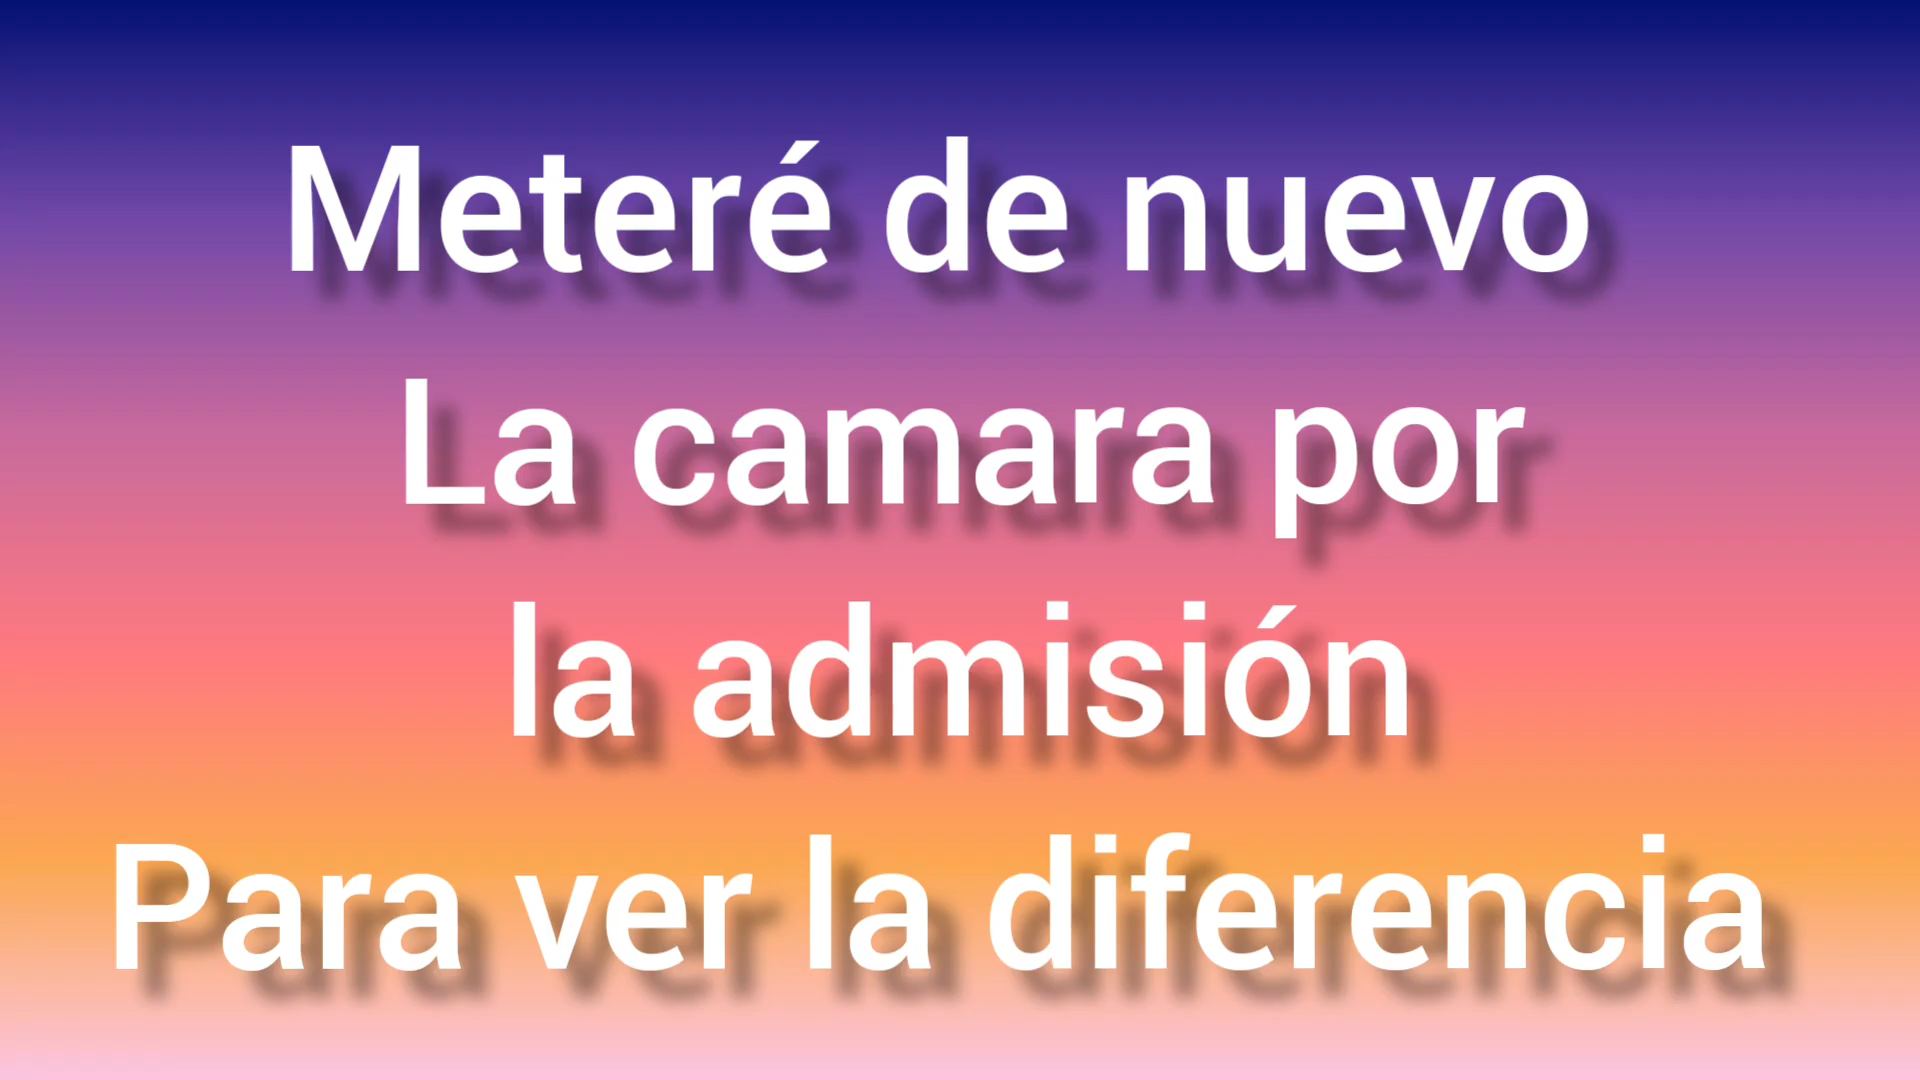 Meteré de nuevo
La camara por
la admisión
Para ver la diferencia